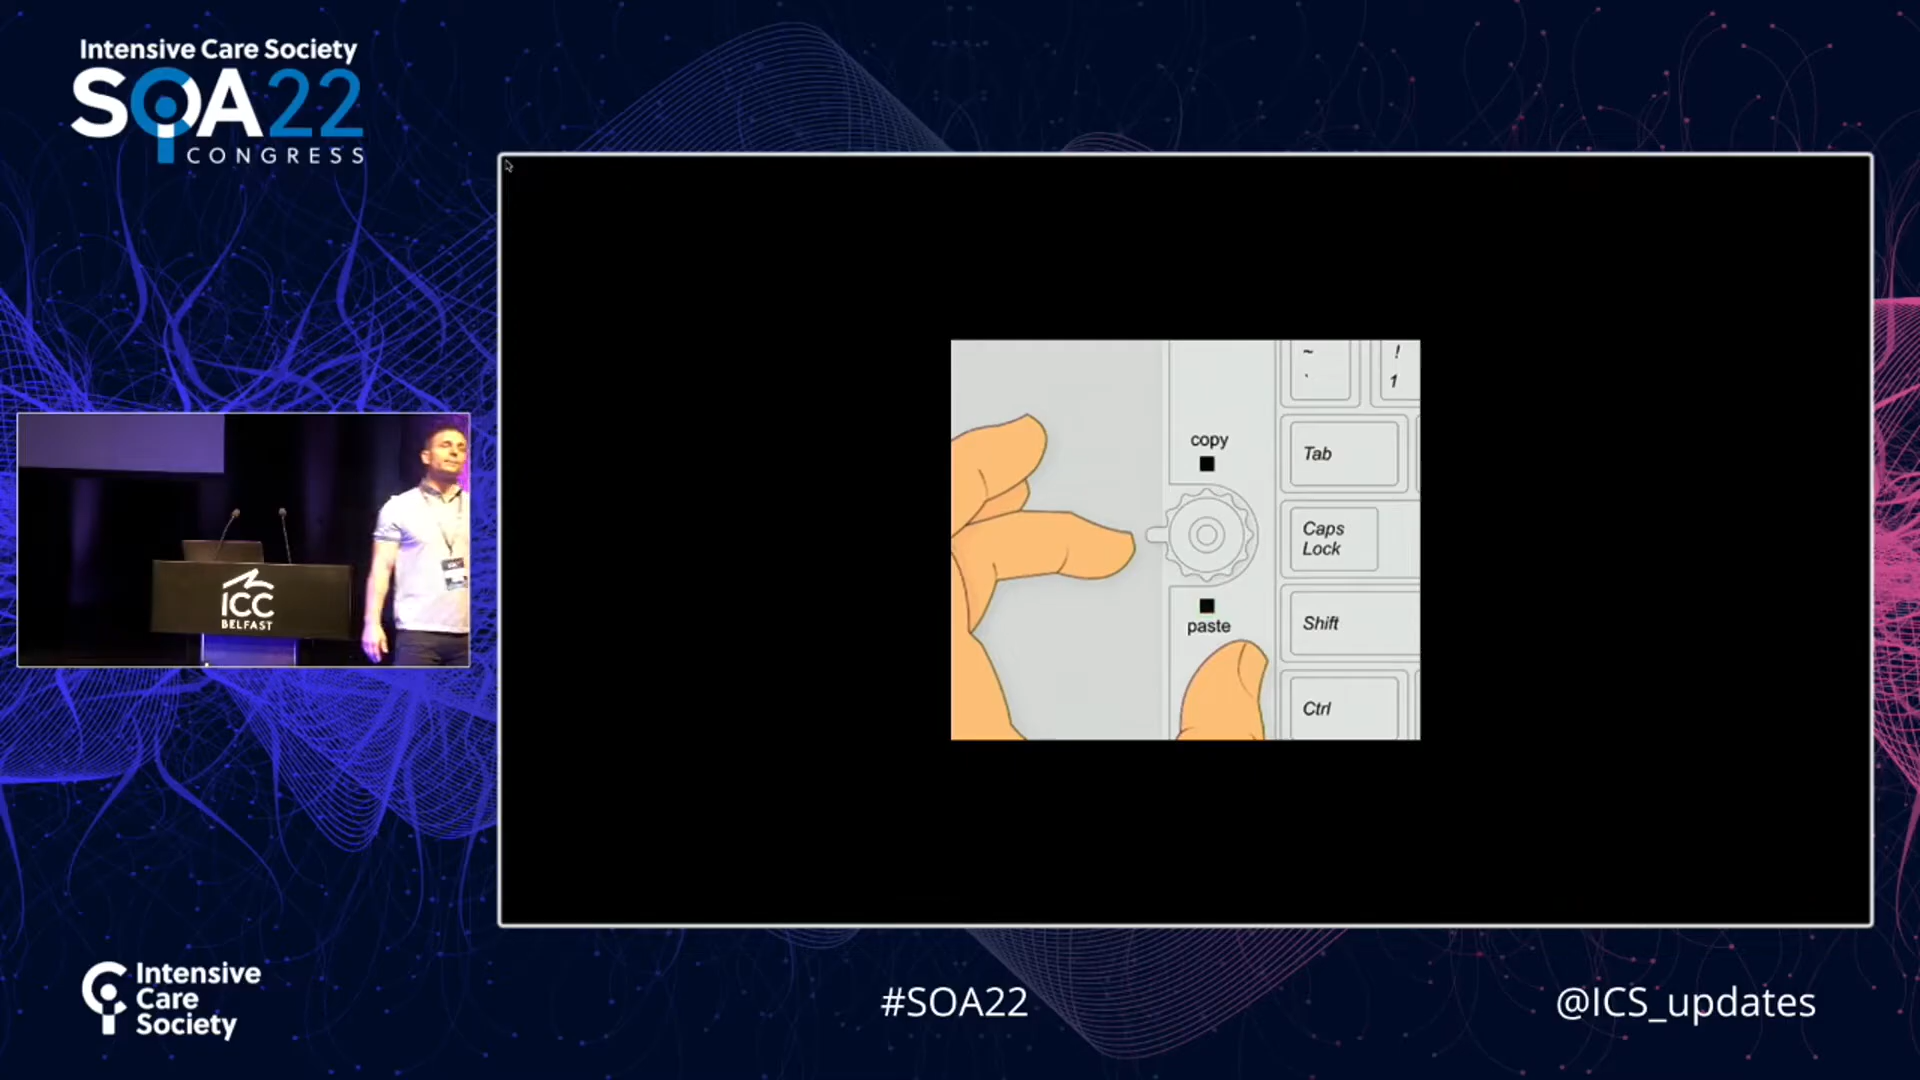 Intensive Care Society
SOA22
CONGRESS
~
`
!
1
copy
Tab
Caps
Lock
paste
Shift
Ctrl
ICC
BELFAST
Intensive
Care
Society
#SOA22
@ICS_updates